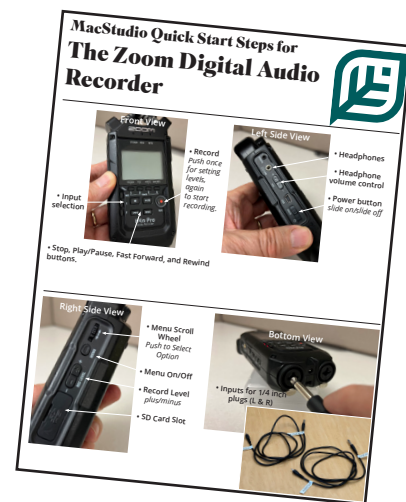 MacStudio Quick Start Steps for
The Zoom Digital Audio
Recorder
Front View
zoom
• Record
Push once
for setting
levels,
again
to start
recording.
• Input
selection
• Stop, Play/Pause, Fast Forward, and Rewind
buttons.
Left Side View
• Headphones
• Headphone
volume control
• Power button
slide on/slide off
Right Side View
• Menu Scroll
Wheel
Push to Select
Option
• Menu On/Off
• Record Level
plus/minus
• SD Card Slot
Bottom View
• Inputs for 1/4 inch
plugs (L & R)